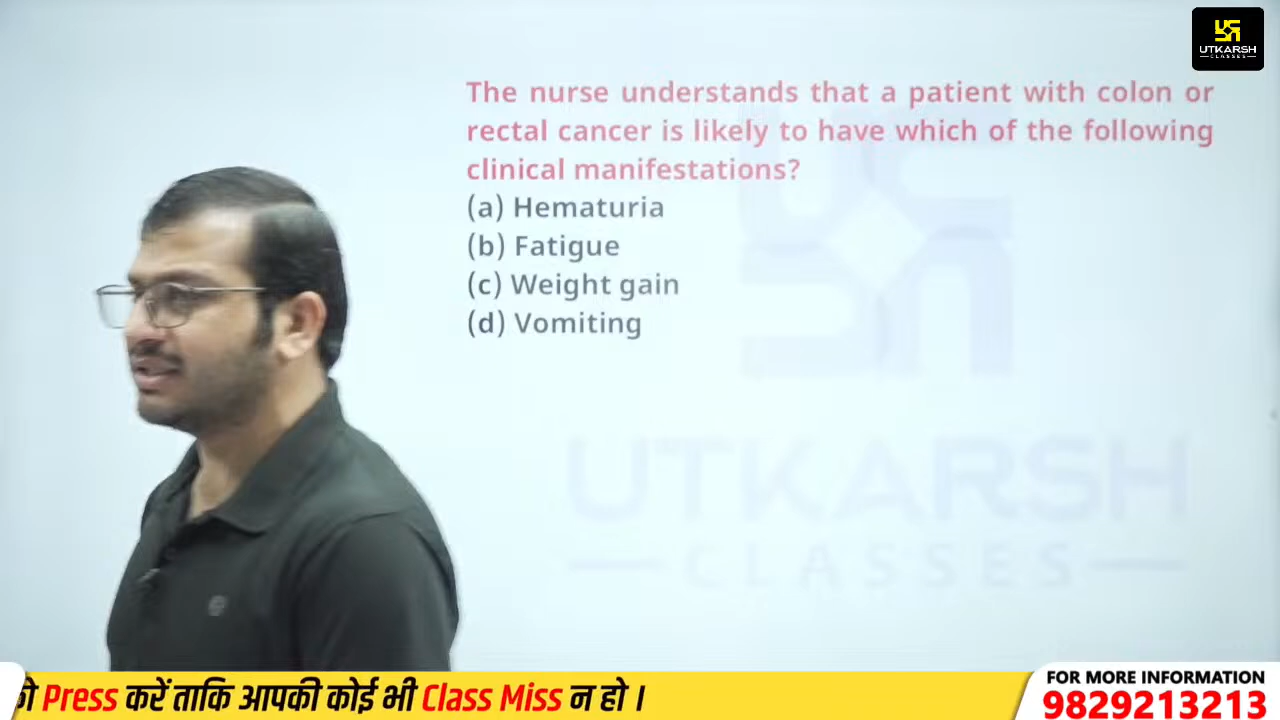 UTKARSH
CLASSES
The nurse understands that a patient with colon or
rectal cancer is likely to have which of the following
clinical manifestations?
(a) Hematuria
(b) Fatigue
(c) Weight gain
(d) Vomiting
UTKARSH
CLASSES
Press करें ताकि आपकी कोई भी Class Miss न हो ।
FOR MORE INFORMATION
9829213213